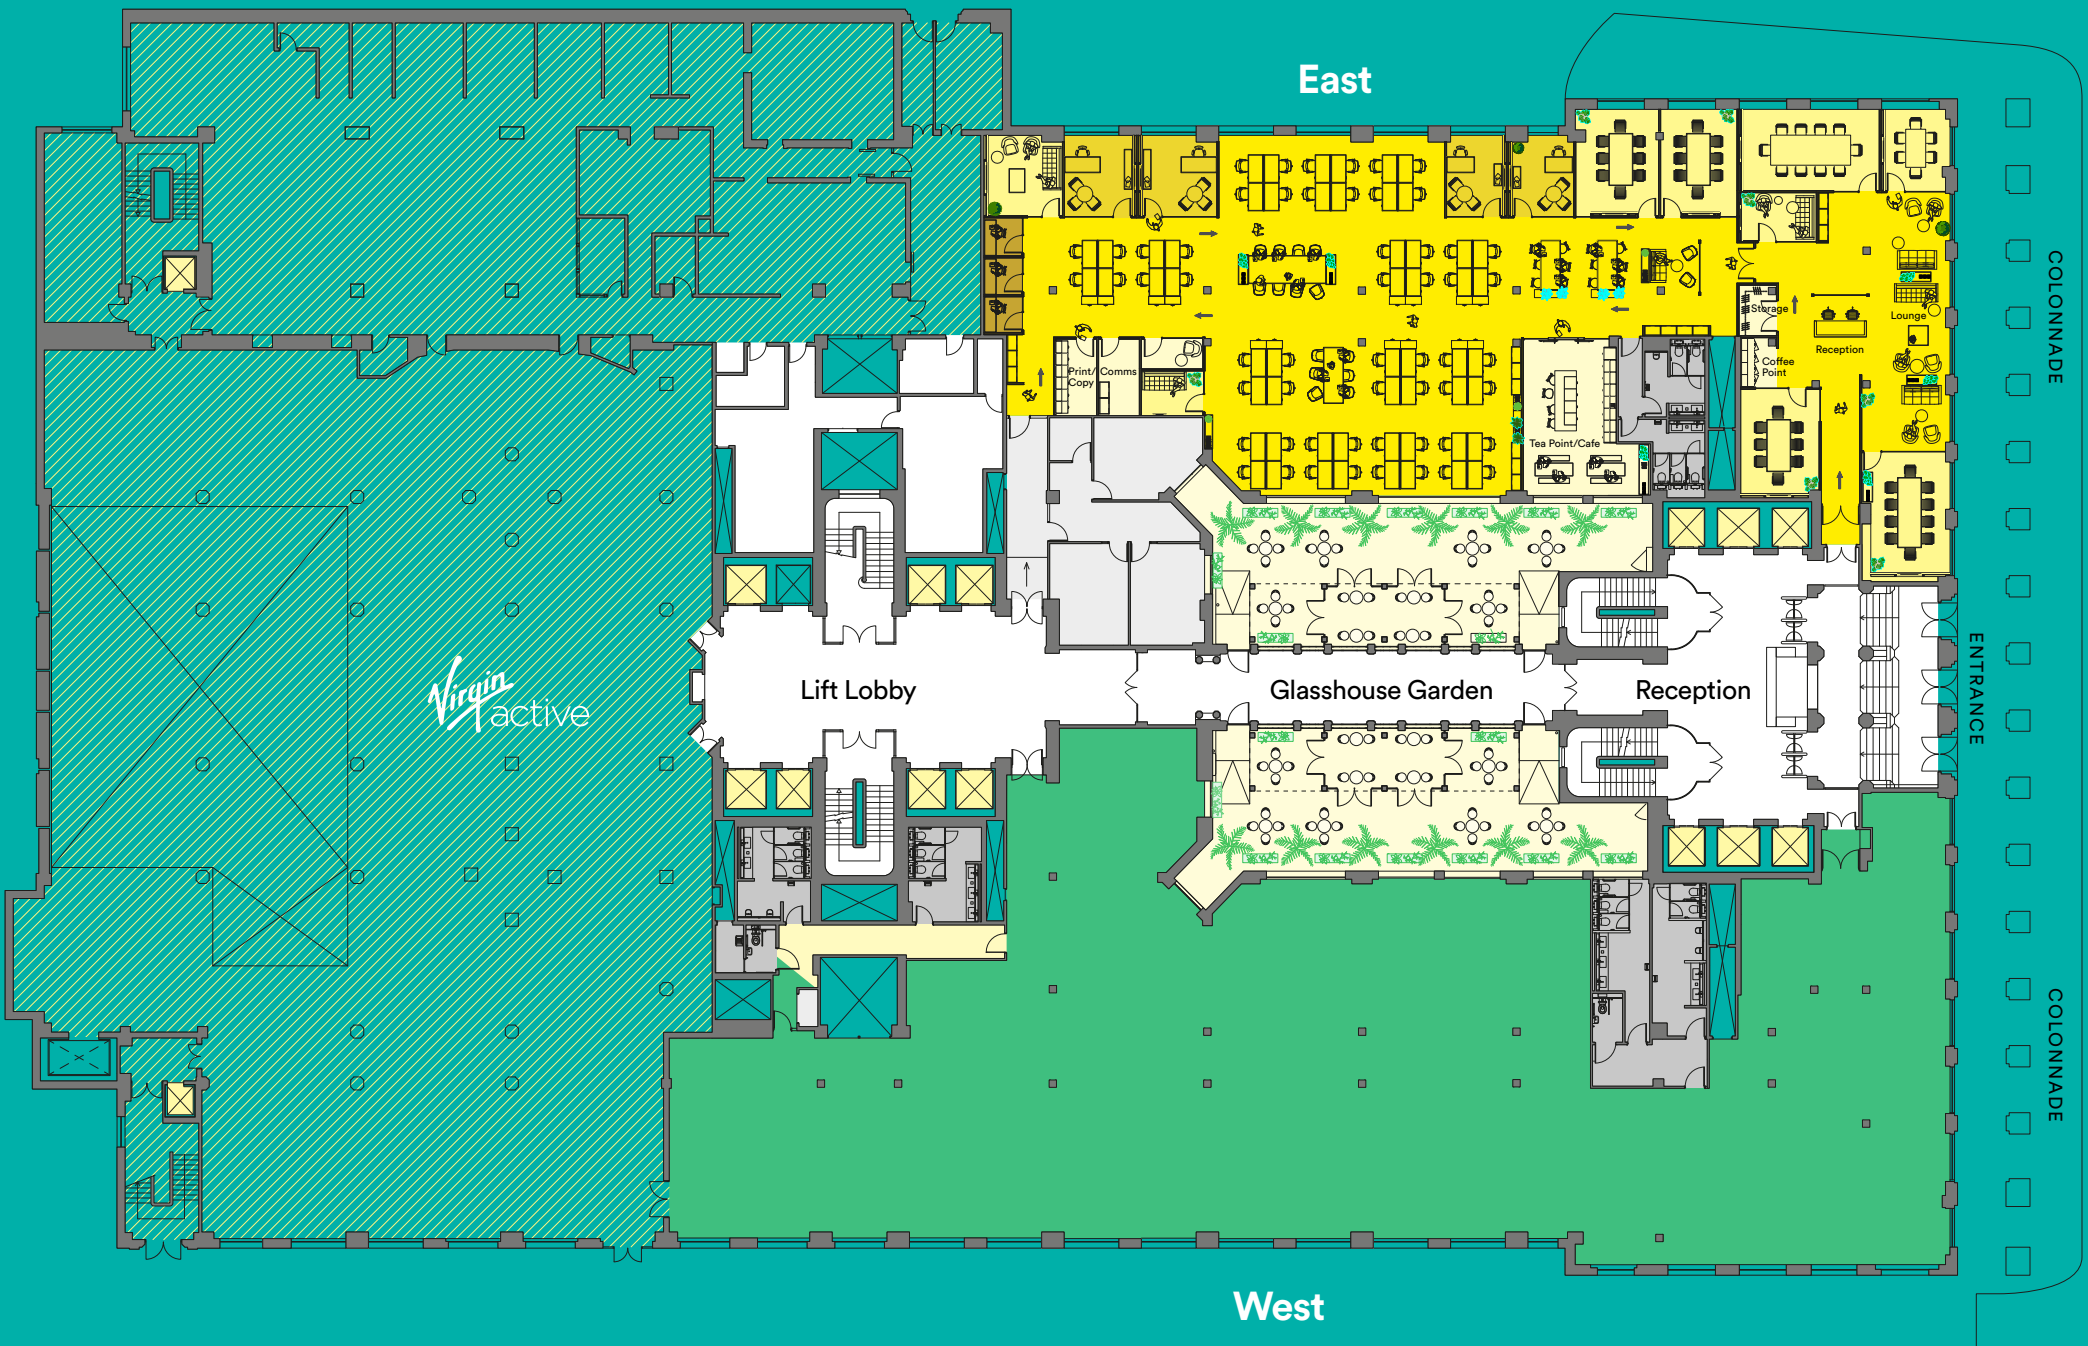 East
COLONNADE
Storage
Lounge
Reception
Print/
Copy
Comms
Coffee
Point
Tea Point/Cafe
Virgin
active
Lift Lobby
Glasshouse Garden
Reception
ENTRANCE
COLONNADE
West